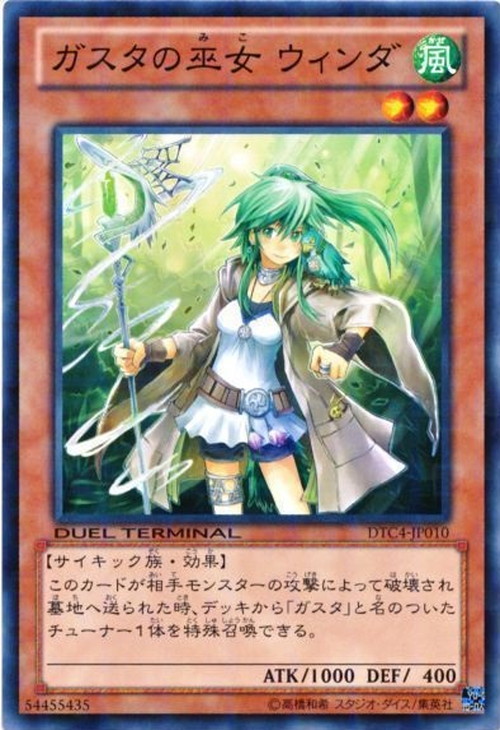 ガスタの巫女 ウィンダ
みこ
風
DUEL TERMINAL
DTC4-JP010
【サイキック族・効果】
このカードが相手モンスターの攻撃によって破壊され
墓地へ送られた時、デッキから「ガスタ」と名のついた
チューナー1体を特殊召喚できる。
ATK/1000 DEF/ 400
54455435
©高橋和希 スタジオ・ダイス/集英社